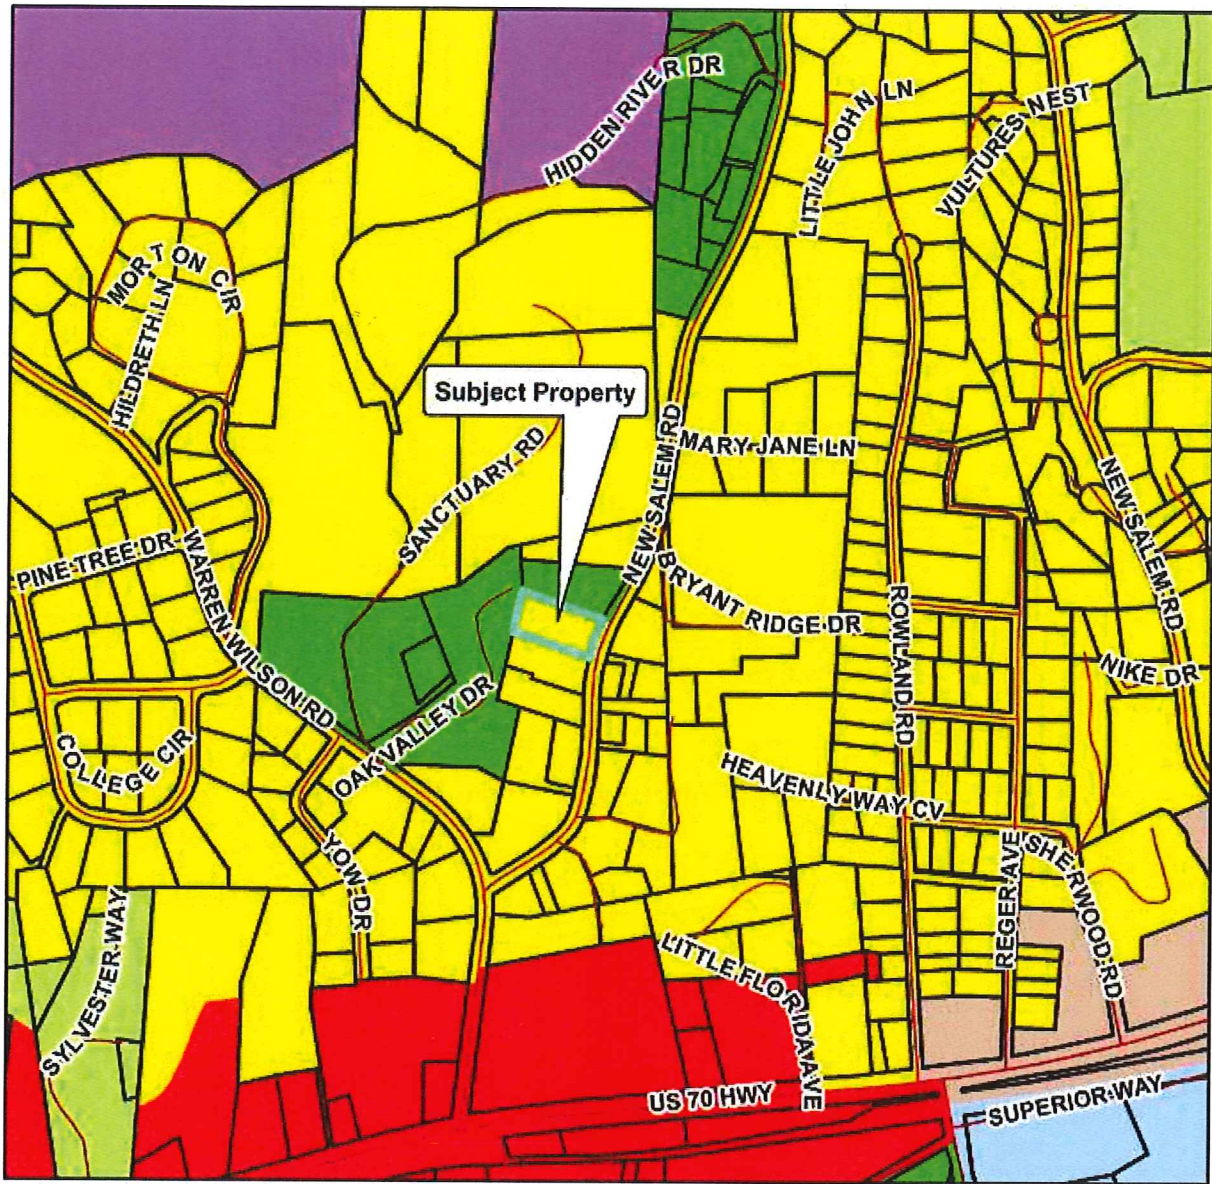 HIDDEN RIVER DR
LITTLE JOHN LN
VULTURES NEST
MORTON CIR
HILDRETH LN
Subject Property
SANCTUARY RD
NEW SALEM RD
MARY JANE LN
NEW SALEM RD
PINE TREE DR
WARREN WILSON RD
BRYANT RIDGE DR
ROWLAND RD
NIKE DR
COLLEGE CIR
OAK VALLEY DR
HEAVENLY WAY CV
YOW DR
REGER AVE
SHERWOOD RD
SYLVESTER WAY
LITTLE FLORIDA AVE
US 70 HWY
SUPERIOR WAY